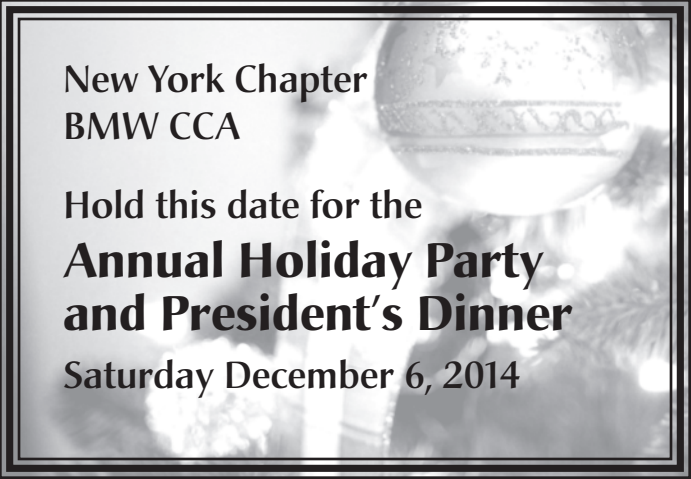 New York Chapter
BMW CCA
Hold this date for the
Annual Holiday Party
and President’s Dinner
Saturday December 6, 2014